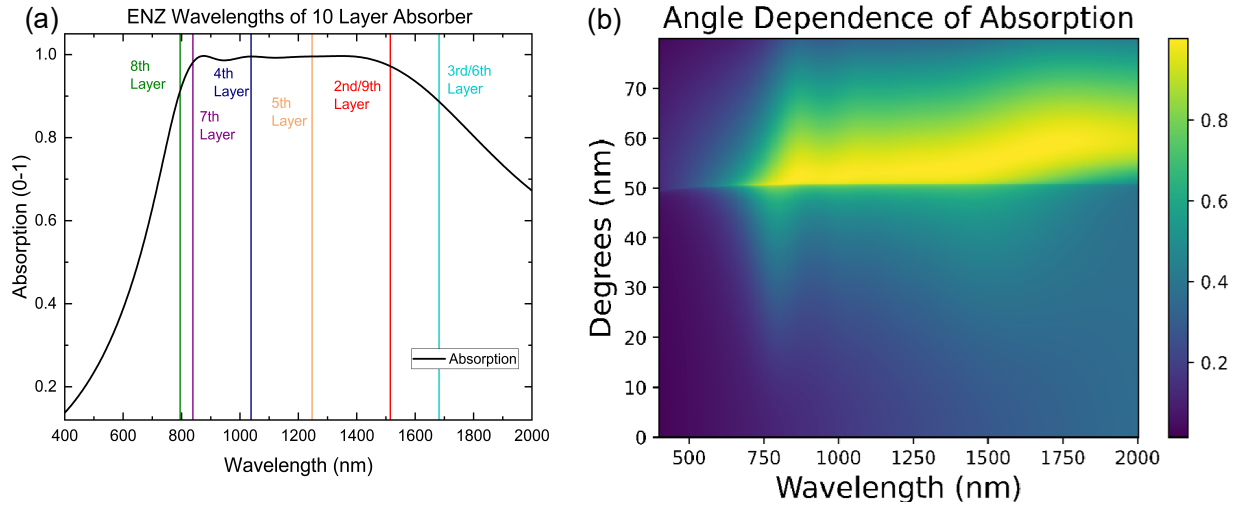 (a)
ENZ Wavelengths of 10 Layer Absorber
Absorption (0-1)
1.0
0.8
0.6
0.4
0.2
8th
Layer
7th
Layer
4th
Layer
5th
Layer
2nd/9th
Layer
3rd/6th
Layer
Absorption
400 600 800 1000 1200 1400 1600 1800 2000
Wavelength (nm)
(b)
Angle Dependence of Absorption
Degrees (nm)
70
60
50
40
30
20
10
0
500 750 1000 1250 1500 1750 2000
Wavelength (nm)
0.8
0.6
0.4
0.2